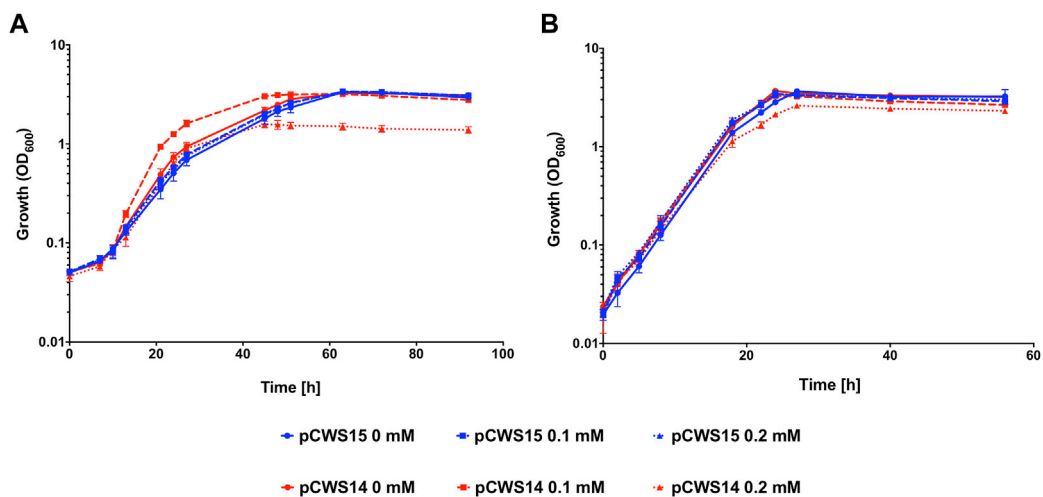 A
B
10
1
0.1
0.01
Growth (OD600)
0
20
40
60
80
100
Time [h]
10
1
0.1
0.01
Growth (OD600)
0
20
40
60
Time [h]
pCWS15 0 mM
pCWS15 0.1 mM
pCWS15 0.2 mM
pCWS14 0 mM
pCWS14 0.1 mM
pCWS14 0.2 mM